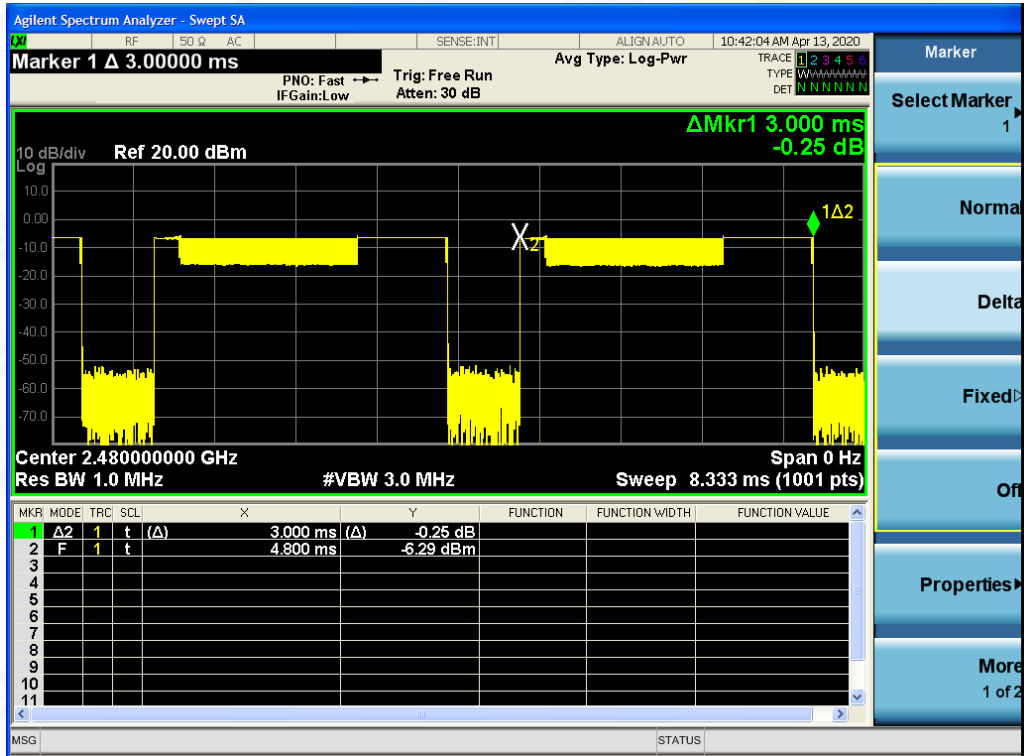 Agilent Spectrum Analyzer - Swept SA
LXI RF 50 Ω AC SENSE:INT ALIGN AUTO 10:42:04 AM Apr 13, 2020
Marker 1 Δ 3.00000 ms
PNO: Fast
IFGain:Low
Trig: Free Run
Atten: 30 dB
Avg Type: Log-Pwr
TRACE 1 2 3 4 5 6
TYPE W
DET N N N N N N
ΔMkr1 3.000 ms
-0.25 dB
10 dB/div Ref 20.00 dBm
Log
10.0
0.00
-10.0
-20.0
-30.0
-40.0
-50.0
-60.0
-70.0
X2
1Δ2
Center 2.480000000 GHz Span 0 Hz
Res BW 1.0 MHz #VBW 3.0 MHz Sweep 8.333 ms (1001 pts)
MKR MODE TRC SCL X Y FUNCTION FUNCTION WIDTH FUNCTION VALUE
1 Δ2 1 t (Δ) 3.000 ms (Δ) -0.25 dB
2 F 1 t 4.800 ms -6.29 dBm
3
4
5
6
7
8
9
10
11
MSG STATUS
Marker
Select Marker
1
Normal
Delta
Fixed
Off
Properties
More
1 of 2